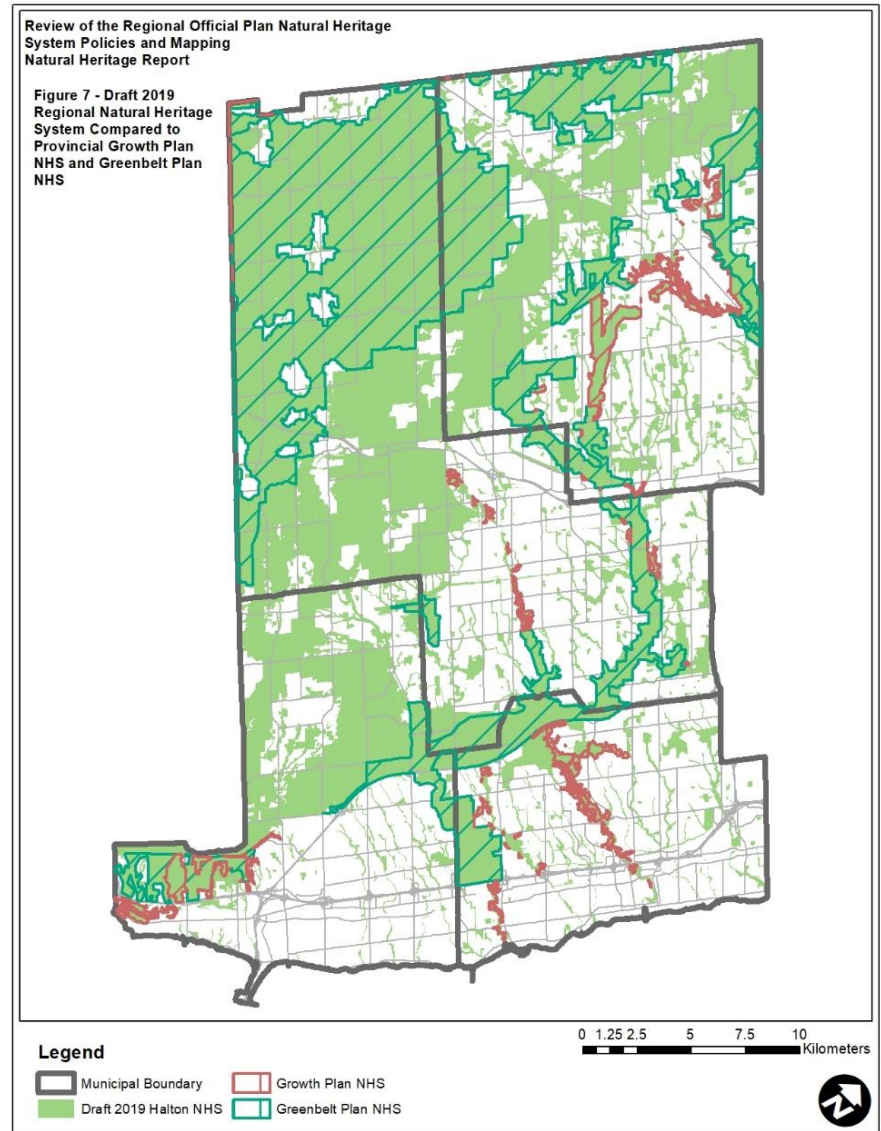 Review of the Regional Official Plan Natural Heritage
System Policies and Mapping
Natural Heritage Report
Figure 7 - Draft 2019
Regional Natural Heritage
System Compared to
Provincial Growth Plan
NHS and Greenbelt Plan
NHS
0 1.25 2.5 5 7.5 10
Kilometers
Legend
Municipal Boundary
Growth Plan NHS
Draft 2019 Halton NHS
Greenbelt Plan NHS
N